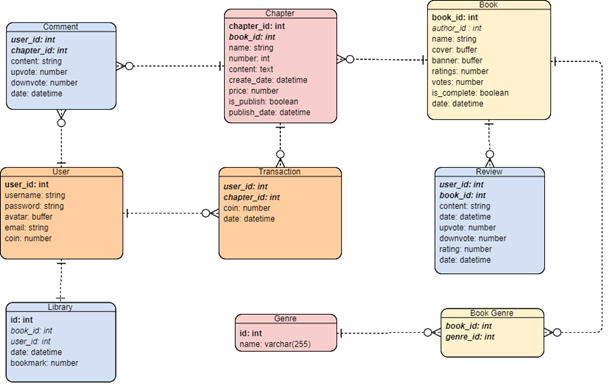 Comment
user_id: int
chapter_id: int
content: string
upvote: number
downvote: number
date: datetime
Chapter
chapter_id: int
book_id: int
name: string
number: int
content: text
create_date: datetime
price: number
is_publish: boolean
publish_date: datetime
Book
book_id: int
author_id : int
name: string
cover: buffer
banner: buffer
ratings: number
votes: number
is_complete: boolean
date: datetime
User
user_id: int
username: string
password: string
avatar: buffer
email: string
coin: number
Transaction
user_id: int
chapter_id: int
coin: number
date: datetime
Review
user_id: int
book_id: int
content: string
date: datetime
upvote: number
downvote: number
rating: number
date: datetime
Library
id: int
book_id: int
user_id: int
date: datetime
bookmark: number
Genre
id: int
name: varchar(255)
Book Genre
book_id: int
genre_id: int